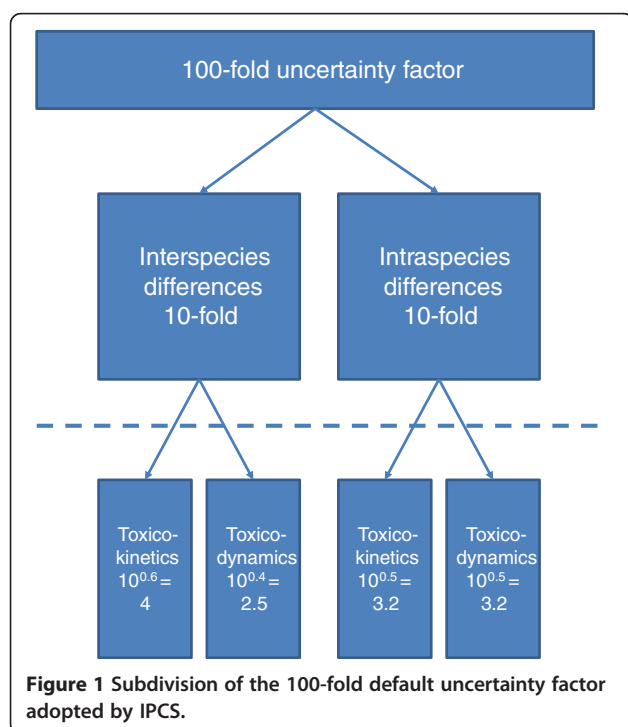 100-fold uncertainty factor
Interspecies
differences
10-fold
Intraspecies
differences
10-fold
Toxico-
kinetics
10^0.6 =
4
Toxico-
dynamics
10^0.4 =
2.5
Toxico-
kinetics
10^0.5 =
3.2
Toxico-
dynamics
10^0.5 =
3.2
Figure 1 Subdivision of the 100-fold default uncertainty factor
adopted by IPCS.